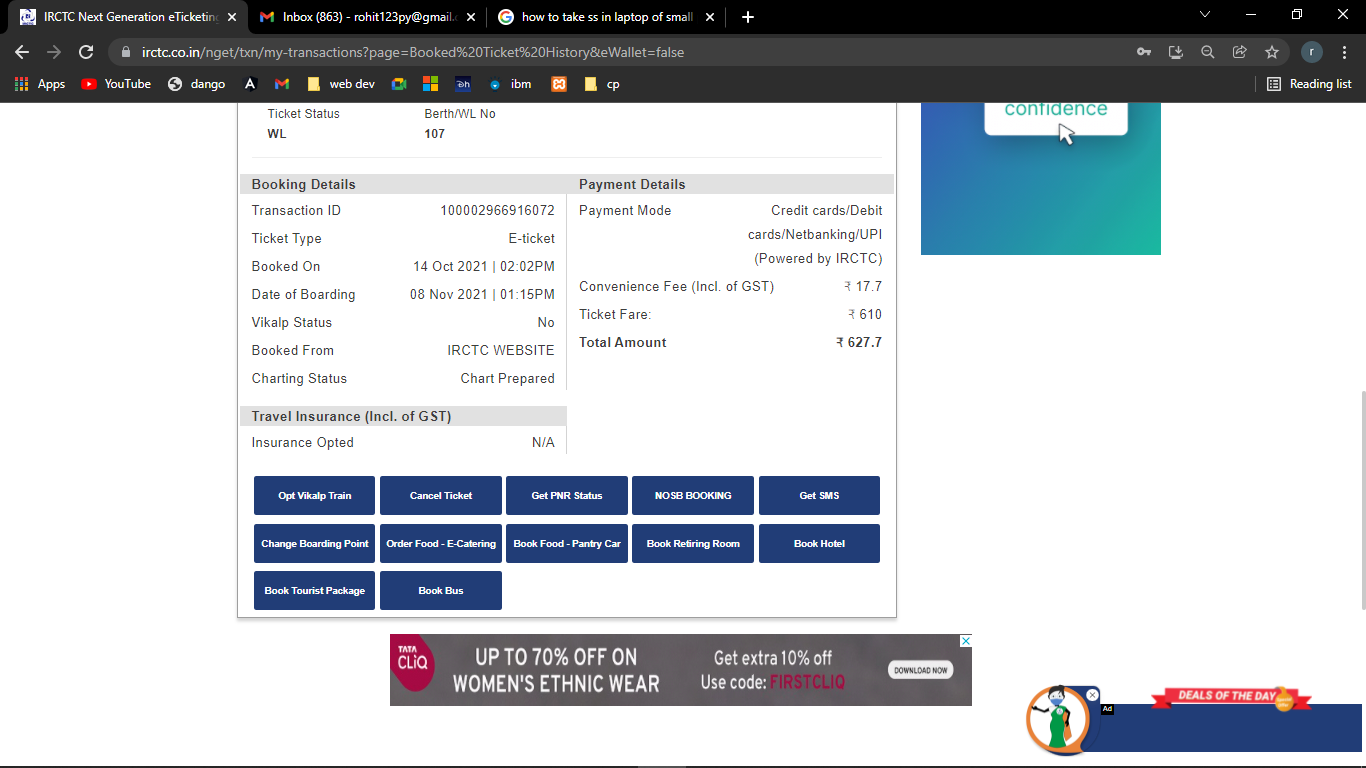 IRCTC Next Generation eTicketing
Inbox (863) - rohit123py@gmail.c
how to take ss in laptop of small
irctc.co.in/nget/txn/my-transactions?page=Booked%20Ticket%20History&eWallet=false
r
Apps YouTube dango web dev ibm cp Reading list
Ticket Status Berth/WL No
WL 107
confidence
Booking Details Payment Details
Transaction ID 100002966916072 Payment Mode Credit cards/Debit
Ticket Type E-ticket cards/Netbanking/UPI
(Powered by IRCTC)
Booked On 14 Oct 2021 | 02:02PM
Convenience Fee (Incl. of GST) ₹ 17.7
Date of Boarding 08 Nov 2021 | 01:15PM
Ticket Fare: ₹ 610
Vikalp Status No
Total Amount ₹ 627.7
Booked From IRCTC WEBSITE
Charting Status Chart Prepared
Travel Insurance (Incl. of GST)
Insurance Opted N/A
Opt Vikalp Train Cancel Ticket Get PNR Status NOSB BOOKING Get SMS
Change Boarding Point Order Food - E-Catering Book Food - Pantry Car Book Retiring Room Book Hotel
Book Tourist Package Book Bus
TATA
CLiQ
UP TO 70% OFF ON
WOMEN'S ETHNIC WEAR
Get extra 10% off
Use code: FIRSTCLIQ
DOWNLOAD NOW
DEALS OF THE DAY
Ad